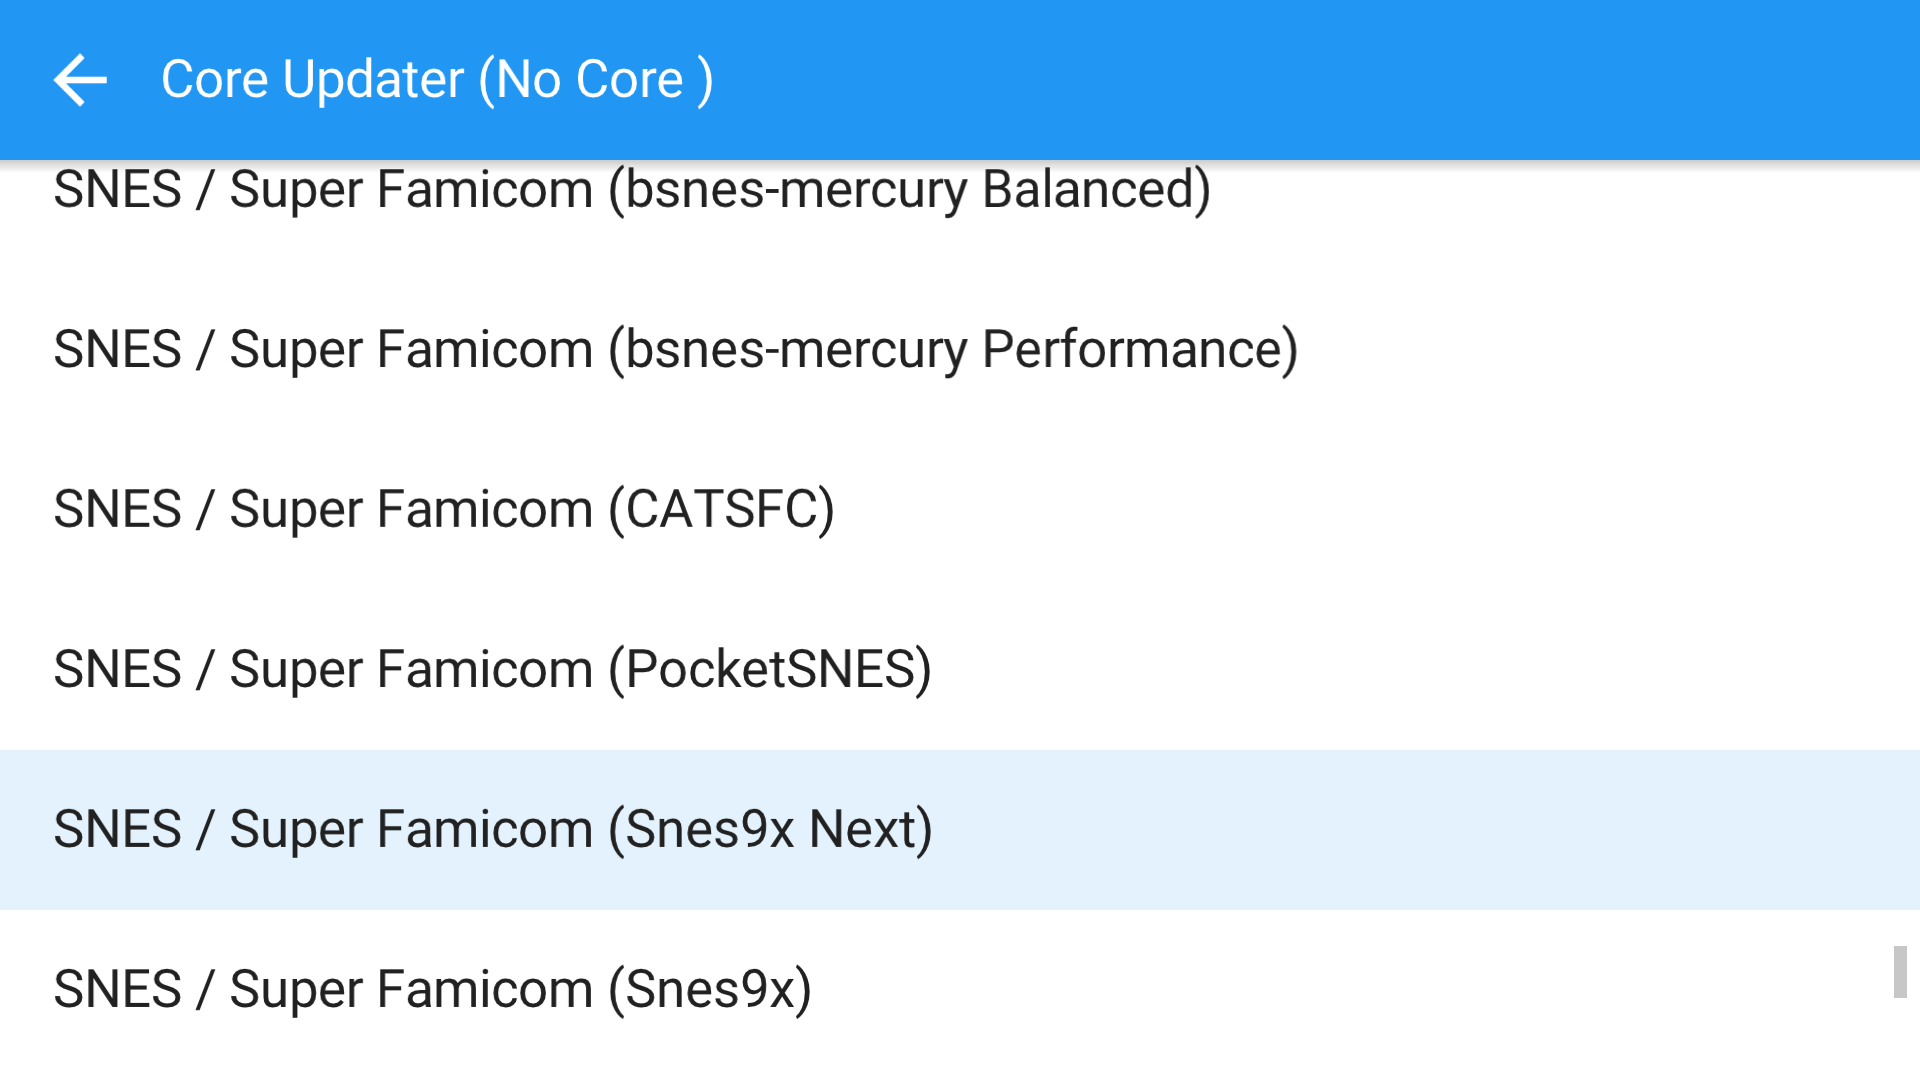 Core Updater (No Core )
SNES / Super Famicom (bsnes-mercury Balanced)
SNES / Super Famicom (bsnes-mercury Performance)
SNES / Super Famicom (CATSFC)
SNES / Super Famicom (PocketSNES)
SNES / Super Famicom (Snes9x Next)
SNES / Super Famicom (Snes9x)